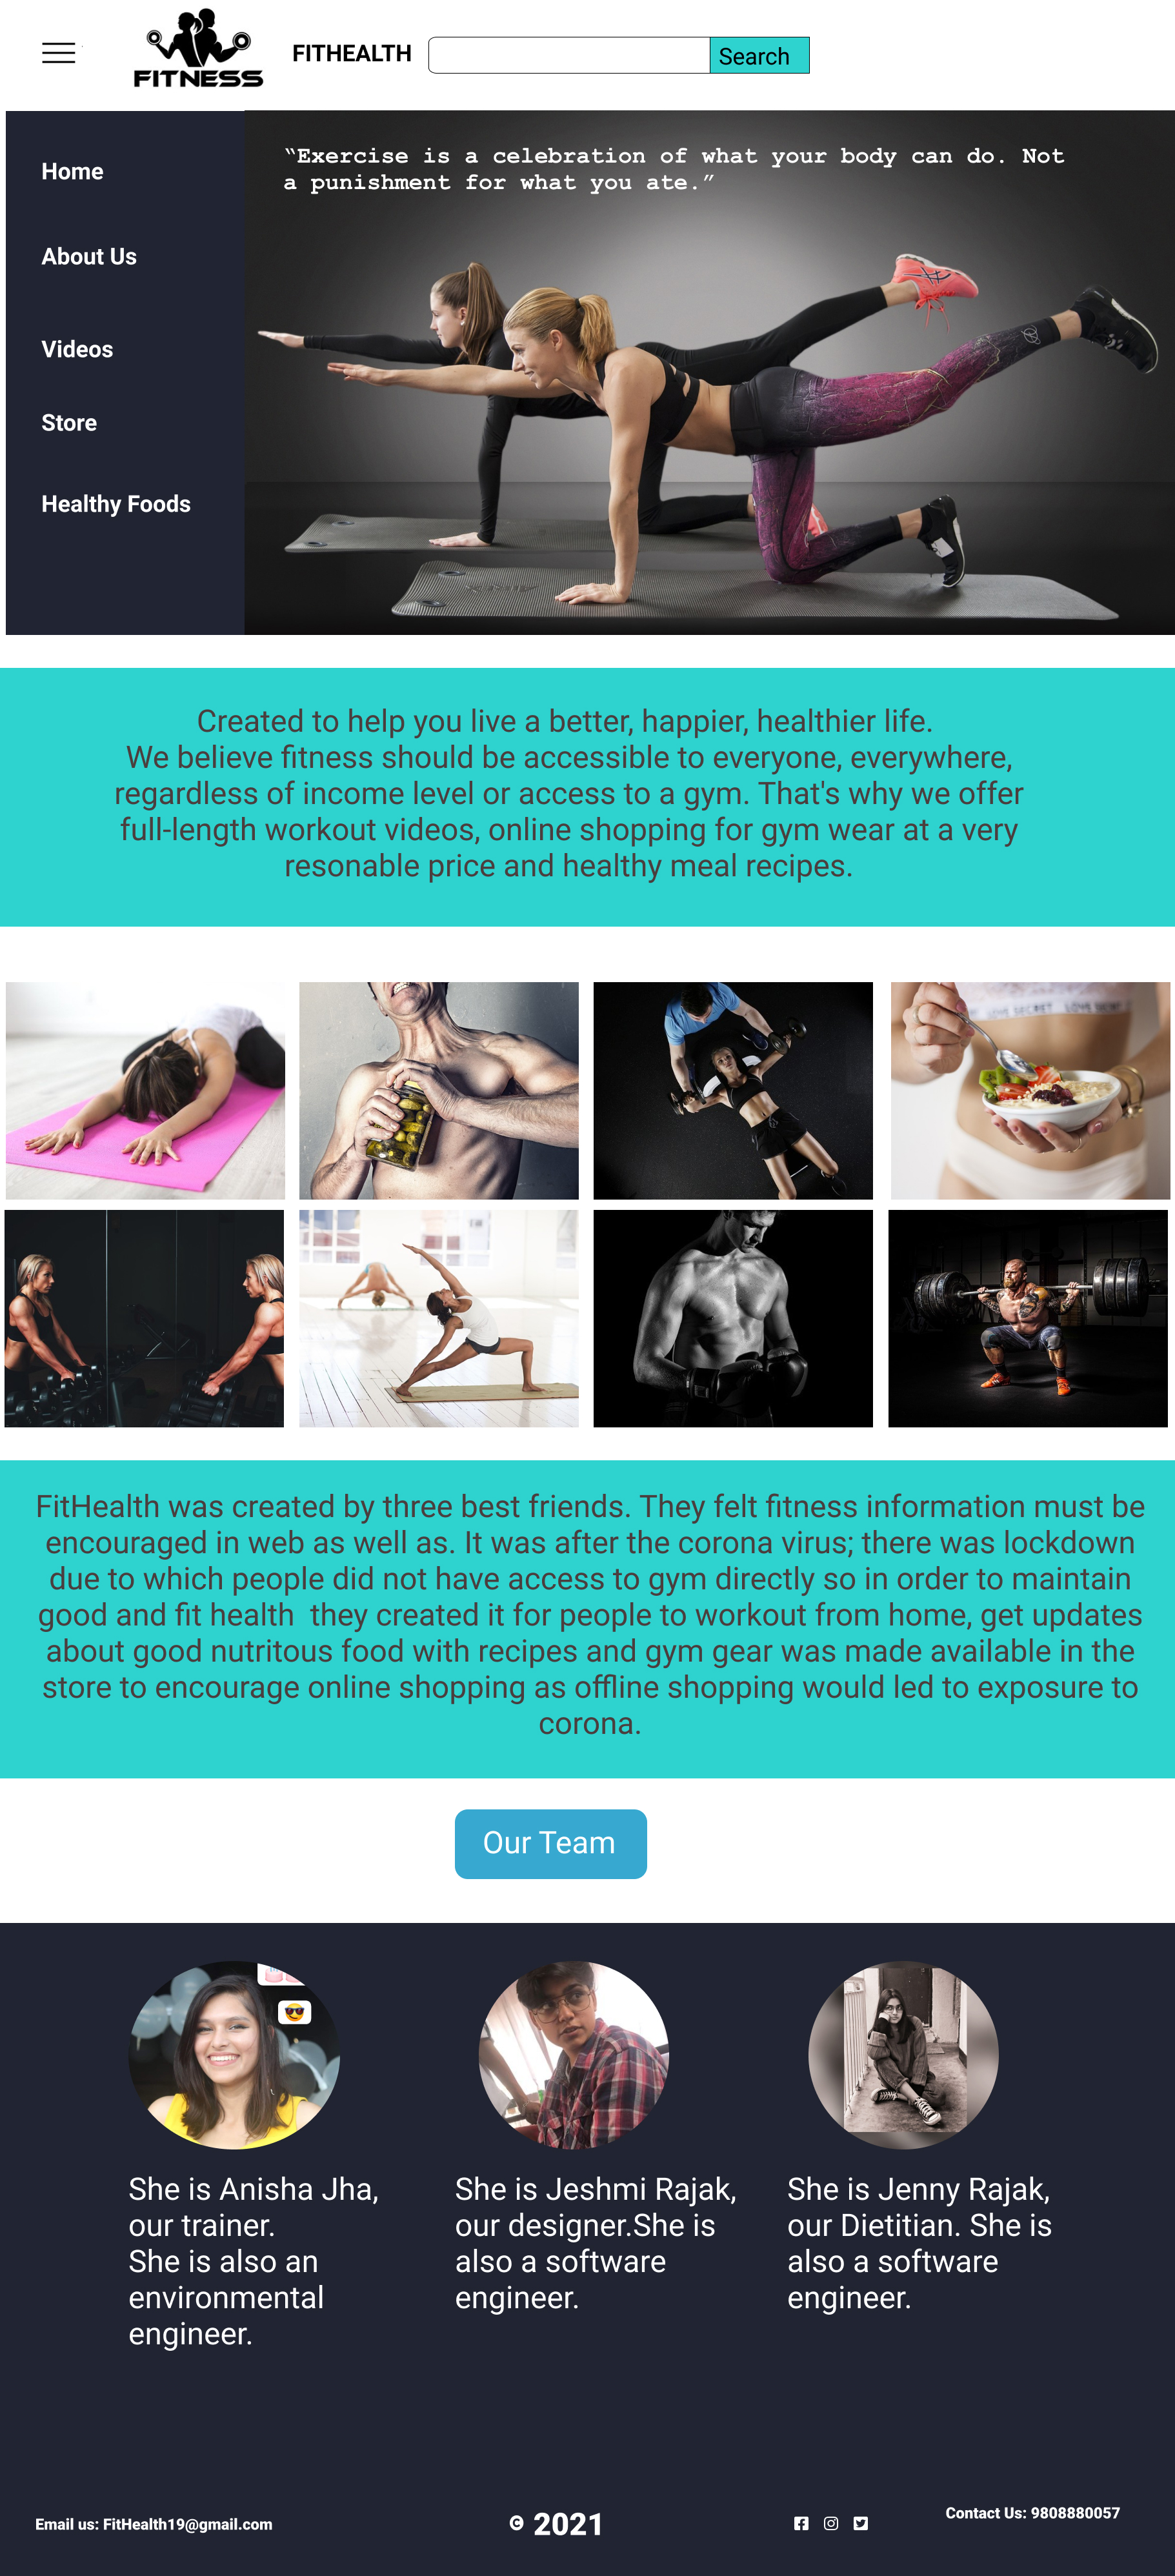 FITNESS
FITHEALTH
Search
Home
About Us
Videos
Store
Healthy Foods
“Exercise is a celebration of what your body can do. Not
a punishment for what you ate.”
Created to help you live a better, happier, healthier life.
We believe fitness should be accessible to everyone, everywhere,
regardless of income level or access to a gym. That's why we offer
full-length workout videos, online shopping for gym wear at a very
resonable price and healthy meal recipes.
FitHealth was created by three best friends. They felt fitness information must be
encouraged in web as well as. It was after the corona virus; there was lockdown
due to which people did not have access to gym directly so in order to maintain
good and fit health  they created it for people to workout from home, get updates
about good nutritous food with recipes and gym gear was made available in the
store to encourage online shopping as offline shopping would led to exposure to
corona.
Our Team
She is Anisha Jha,
our trainer.
She is also an
environmental
engineer.
She is Jeshmi Rajak,
our designer.She is
also a software
engineer.
She is Jenny Rajak,
our Dietitian. She is
also a software
engineer.
Email us: FitHealth19@gmail.com
© 2021
Contact Us: 9808880057